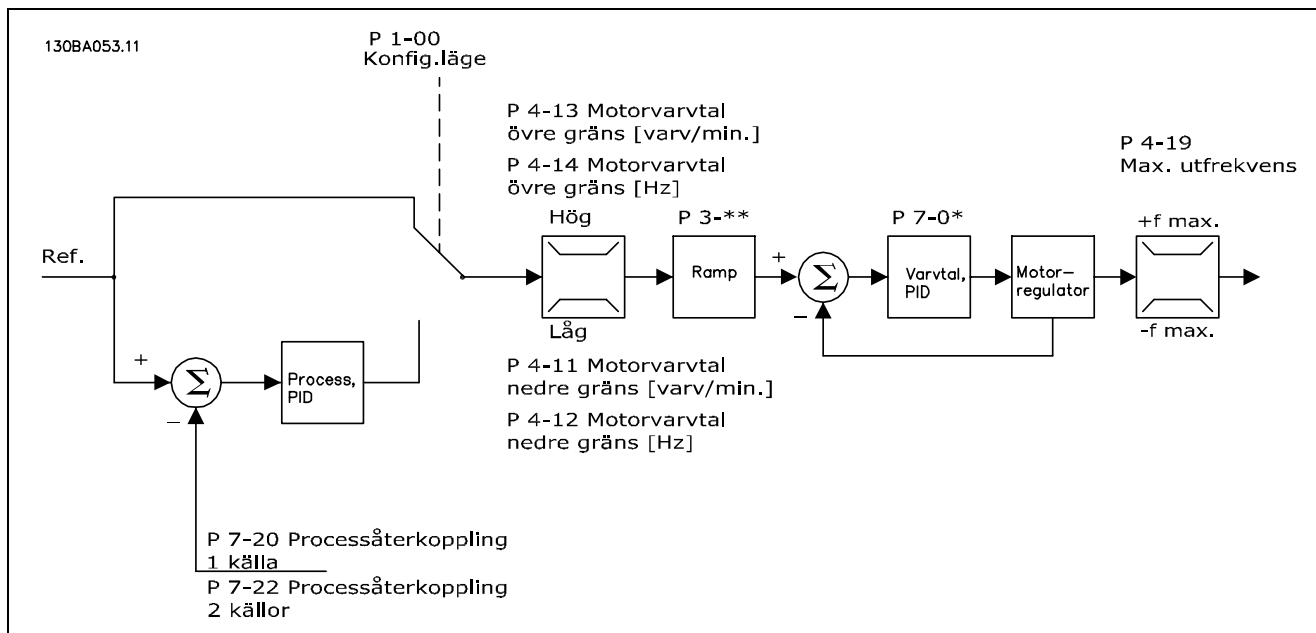 130BA053.11
P 1-00
Konfig.läge
P 4-13 Motorvarvtal
övre gräns [varv/min.]
P 4-14 Motorvarvtal
övre gräns [Hz]
P 4-19
Max. utfrekvens
Hög
P 3-**
P 7-0*
+f max.
Ref.
+
Σ
−
Process,
PID
Ramp
+
Σ
−
Varvtal,
PID
Motor-
regulator
Låg
-f max.
P 4-11 Motorvarvtal
nedre gräns [varv/min.]
P 4-12 Motorvarvtal
nedre gräns [Hz]
P 7-20 Processåterkoppling
1 källa
P 7-22 Processåterkoppling
2 källor